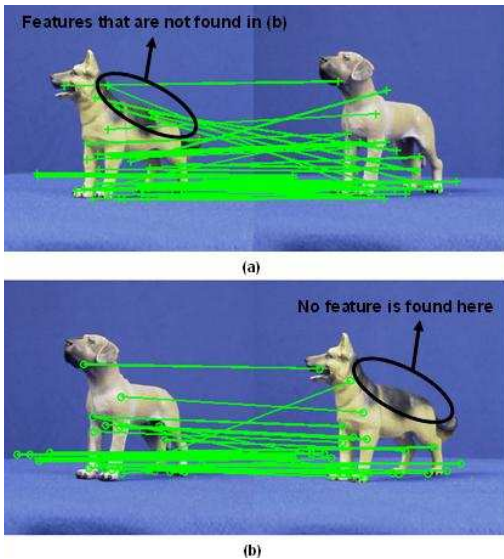 Features that are not found in (b)
(a)
No feature is found here
(b)